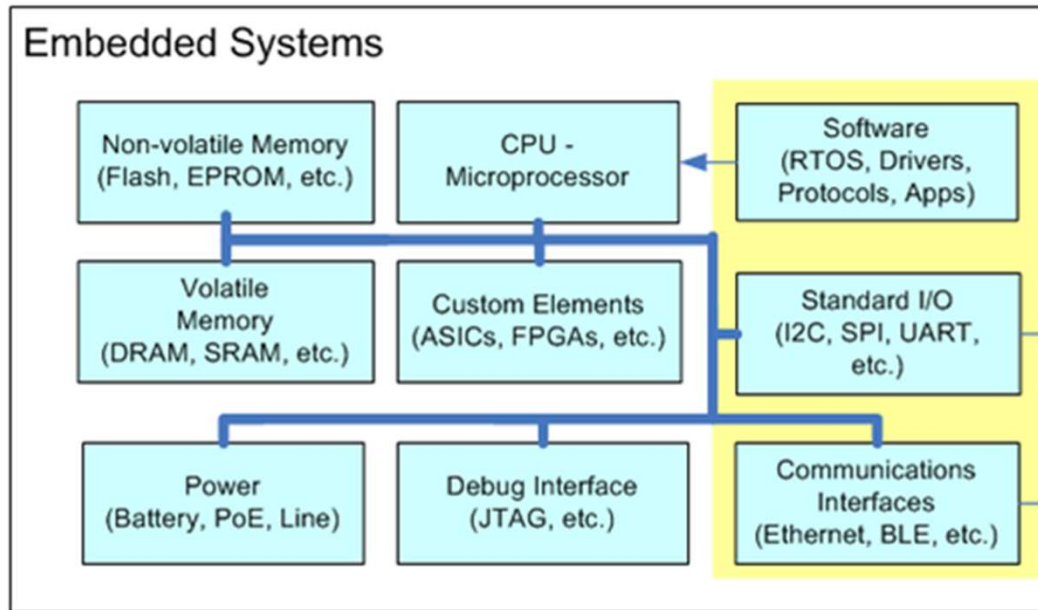 Embedded Systems
Non-volatile Memory
(Flash, EPROM, etc.)
CPU -
Microprocessor
Software
(RTOS, Drivers,
Protocols, Apps)
Volatile
Memory
(DRAM, SRAM, etc.)
Custom Elements
(ASICs, FPGAs, etc.)
Standard I/O
(I2C, SPI, UART,
etc.)
Power
(Battery, PoE, Line)
Debug Interface
(JTAG, etc.)
Communications
Interfaces
(Ethernet, BLE, etc.)